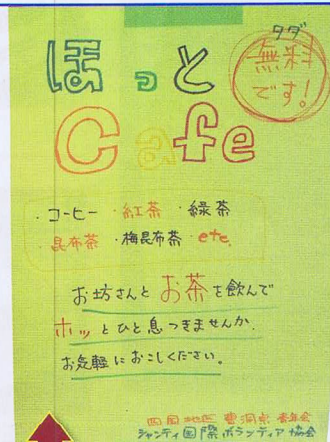 ほっと
Cafe
タダ
無料
です!
・コーヒー ・紅茶 ・緑茶
・昆布茶 ・梅昆布茶 ・etc.
お坊さんと お茶を飲んで
ホッとひと息つきませんか.
お気軽におこしください。
四国地区 曹洞宗 青年会
シャンティ国際ボランティア協会